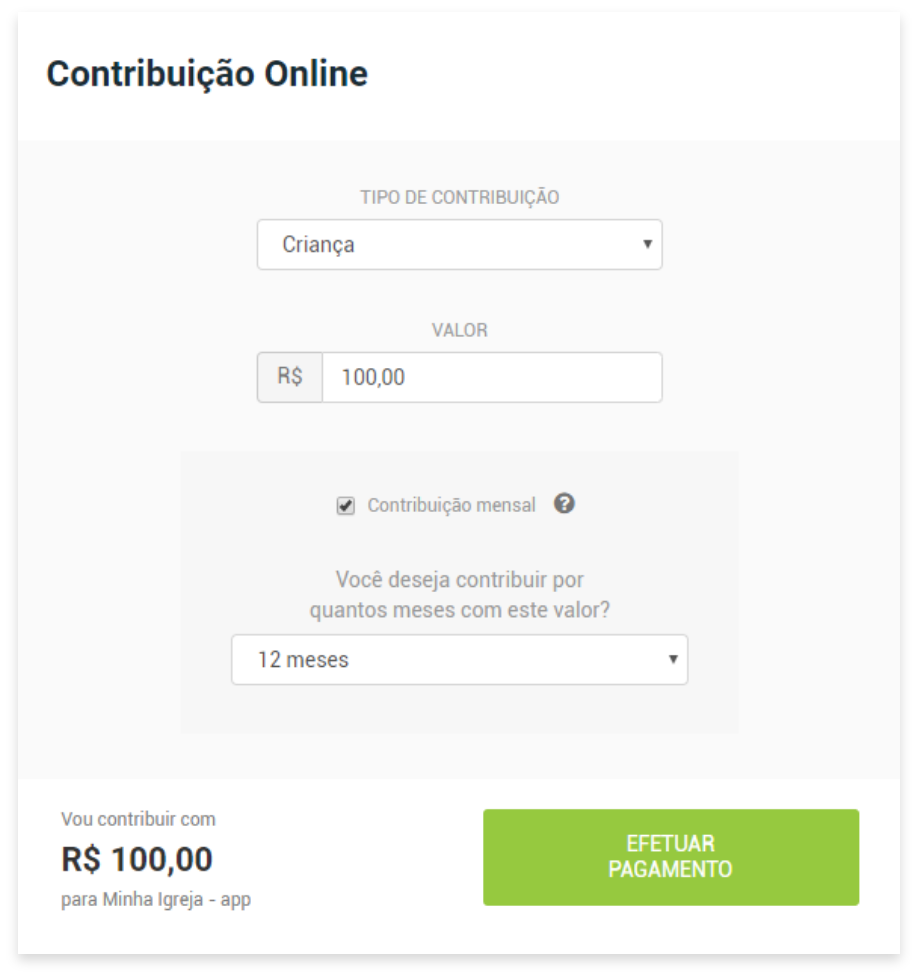 Contribuição Online
TIPO DE CONTRIBUIÇÃO
Criança
VALOR
R$ 100,00
Contribuição mensal
Você deseja contribuir por
quantos meses com este valor?
12 meses
Vou contribuir com
R$ 100,00
para Minha Igreja - app
EFETUAR
PAGAMENTO